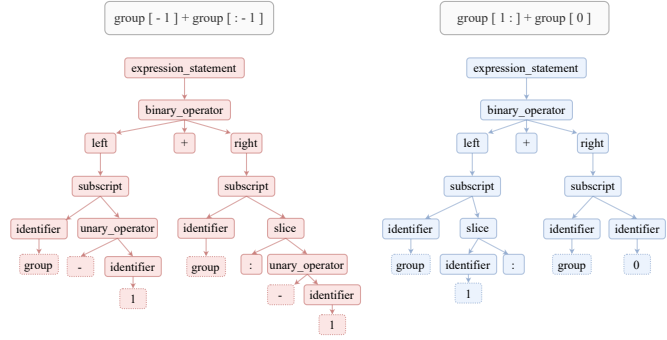 group [ - 1 ] + group [ : - 1 ]
group [ 1 : ] + group [ 0 ]
expression_statement
binary_operator
left
+
right
subscript
subscript
identifier
unary_operator
identifier
slice
group
-
identifier
group
:
unary_operator
1
-
identifier
1
expression_statement
binary_operator
left
+
right
subscript
subscript
identifier
slice
identifier
identifier
group
identifier
:
group
0
1